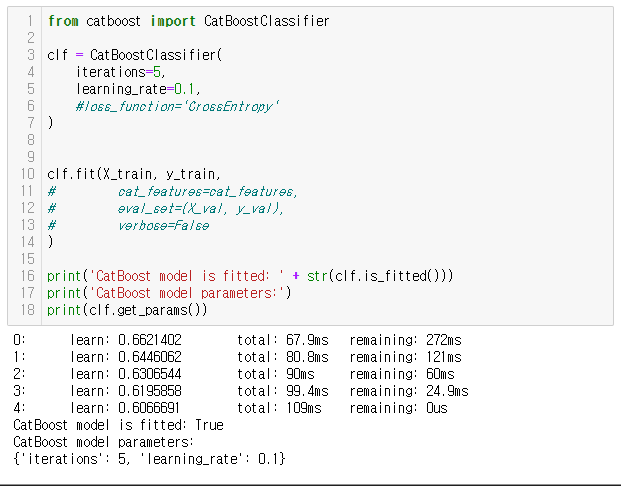 1 from catboost import CatBoostClassifier
2
3 clf = CatBoostClassifier(
4     iterations=5,
5     learning_rate=0.1,
6     #loss_function='CrossEntropy'
7 )
8
9
10 clf.fit(X_train, y_train,
11 #         cat_features=cat_features,
12 #         eval_set=(X_val, y_val),
13 #         verbose=False
14 )
15
16 print('CatBoost model is fitted: ' + str(clf.is_fitted()))
17 print('CatBoost model parameters:')
18 print(clf.get_params())
0:      learn: 0.6621402        total: 67.9ms   remaining: 272ms
1:      learn: 0.6446062        total: 80.8ms   remaining: 121ms
2:      learn: 0.6306544        total: 90ms     remaining: 60ms
3:      learn: 0.6195858        total: 99.4ms   remaining: 24.9ms
4:      learn: 0.6066691        total: 109ms    remaining: 0us
CatBoost model is fitted: True
CatBoost model parameters:
{'iterations': 5, 'learning_rate': 0.1}